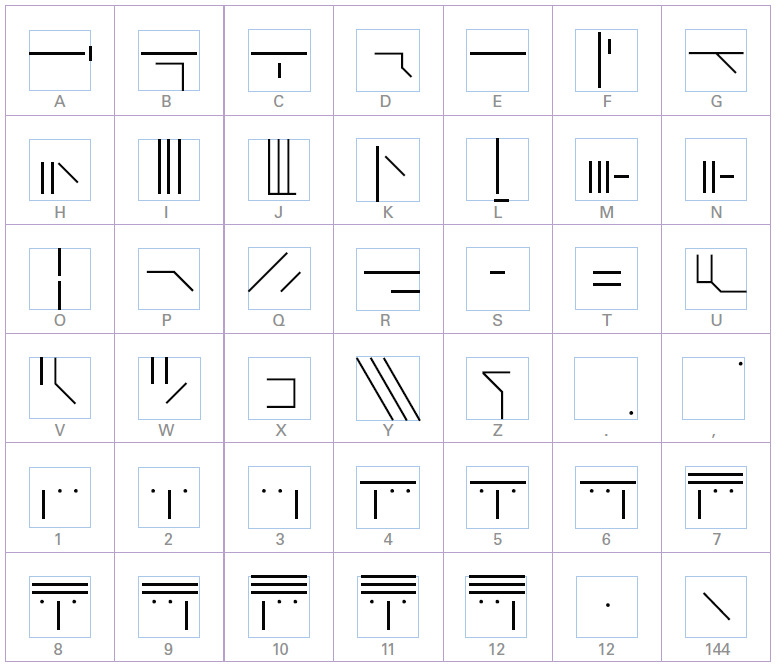 A B C D E F G
H I J K L M N
O P Q R S T U
V W X Y Z . ,
1 2 3 4 5 6 7
8 9 10 11 12 12 144